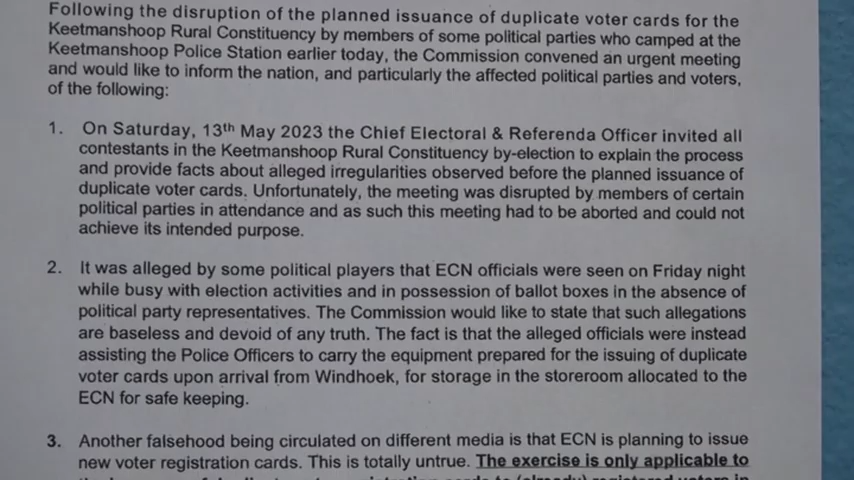 Following the disruption of the planned issuance of duplicate voter cards for the
Keetmanshoop Rural Constituency by members of some political parties who camped at the
Keetmanshoop Police Station earlier today, the Commission convened an urgent meeting
and would like to inform the nation, and particularly the affected political parties and voters,
of the following:
1. On Saturday, 13th May 2023 the Chief Electoral & Referenda Officer invited all
contestants in the Keetmanshoop Rural Constituency by-election to explain the process
and provide facts about alleged irregularities observed before the planned issuance of
duplicate voter cards. Unfortunately, the meeting was disrupted by members of certain
political parties in attendance and as such this meeting had to be aborted and could not
achieve its intended purpose.
2. It was alleged by some political players that ECN officials were seen on Friday night
while busy with election activities and in possession of ballot boxes in the absence of
political party representatives. The Commission would like to state that such allegations
are baseless and devoid of any truth. The fact is that the alleged officials were instead
assisting the Police Officers to carry the equipment prepared for the issuing of duplicate
voter cards upon arrival from Windhoek, for storage in the storeroom allocated to the
ECN for safe keeping.
3. Another falsehood being circulated on different media is that ECN is planning to issue
new voter registration cards. This is totally untrue. The exercise is only applicable to